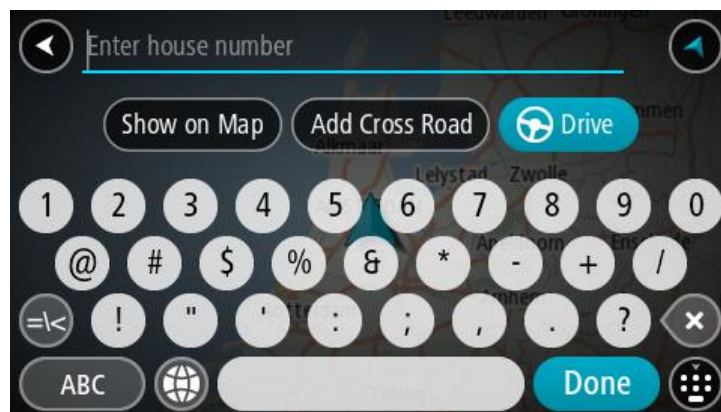 Leeuwarden Groningen
Enter house number
Show on Map Add Cross Road Drive
Alkmaar
Lelystad Zwolle
1 2 3 4 5 6 7 8 9 0
@ # $ % & * - + /
Apeldoorn Enschede
=\< ! " ' : ; , . ?
Rotterdam Arnhem
ABC Done
Tilburg